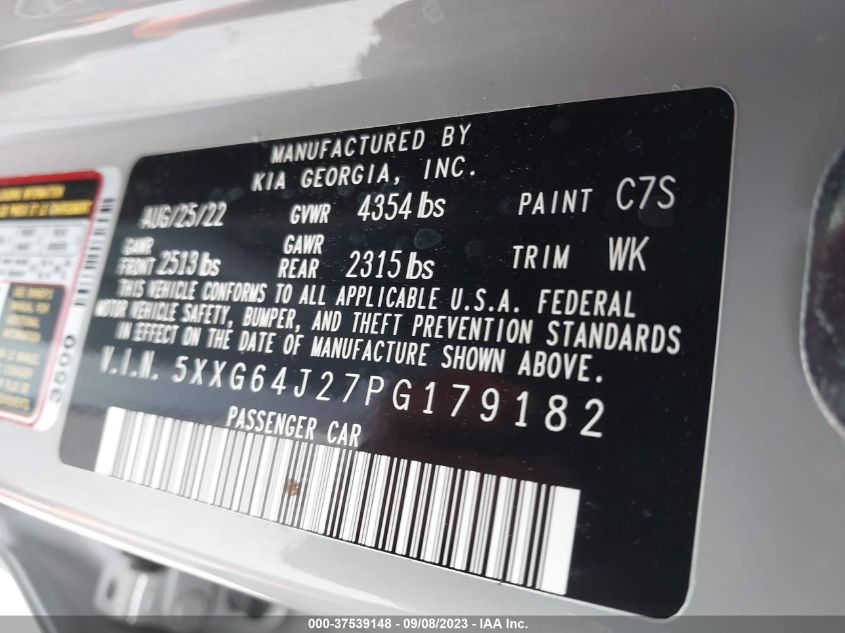 MANUFACTURED BY
KIA GEORGIA, INC.
AUG/25/22 GVWR 4354 lbs PAINT C7S
GAWR FRONT 2513 lbs GAWR REAR 2315 lbs TRIM WK
THIS VEHICLE CONFORMS TO ALL APPLICABLE U.S.A. FEDERAL
MOTOR VEHICLE SAFETY, BUMPER, AND THEFT PREVENTION STANDARDS
IN EFFECT ON THE DATE OF MANUFACTURE SHOWN ABOVE.
V.I.N. 5XXG64J27PG179182
PASSENGER CAR
3900
000-37539148 - 09/08/2023 - IAA Inc.